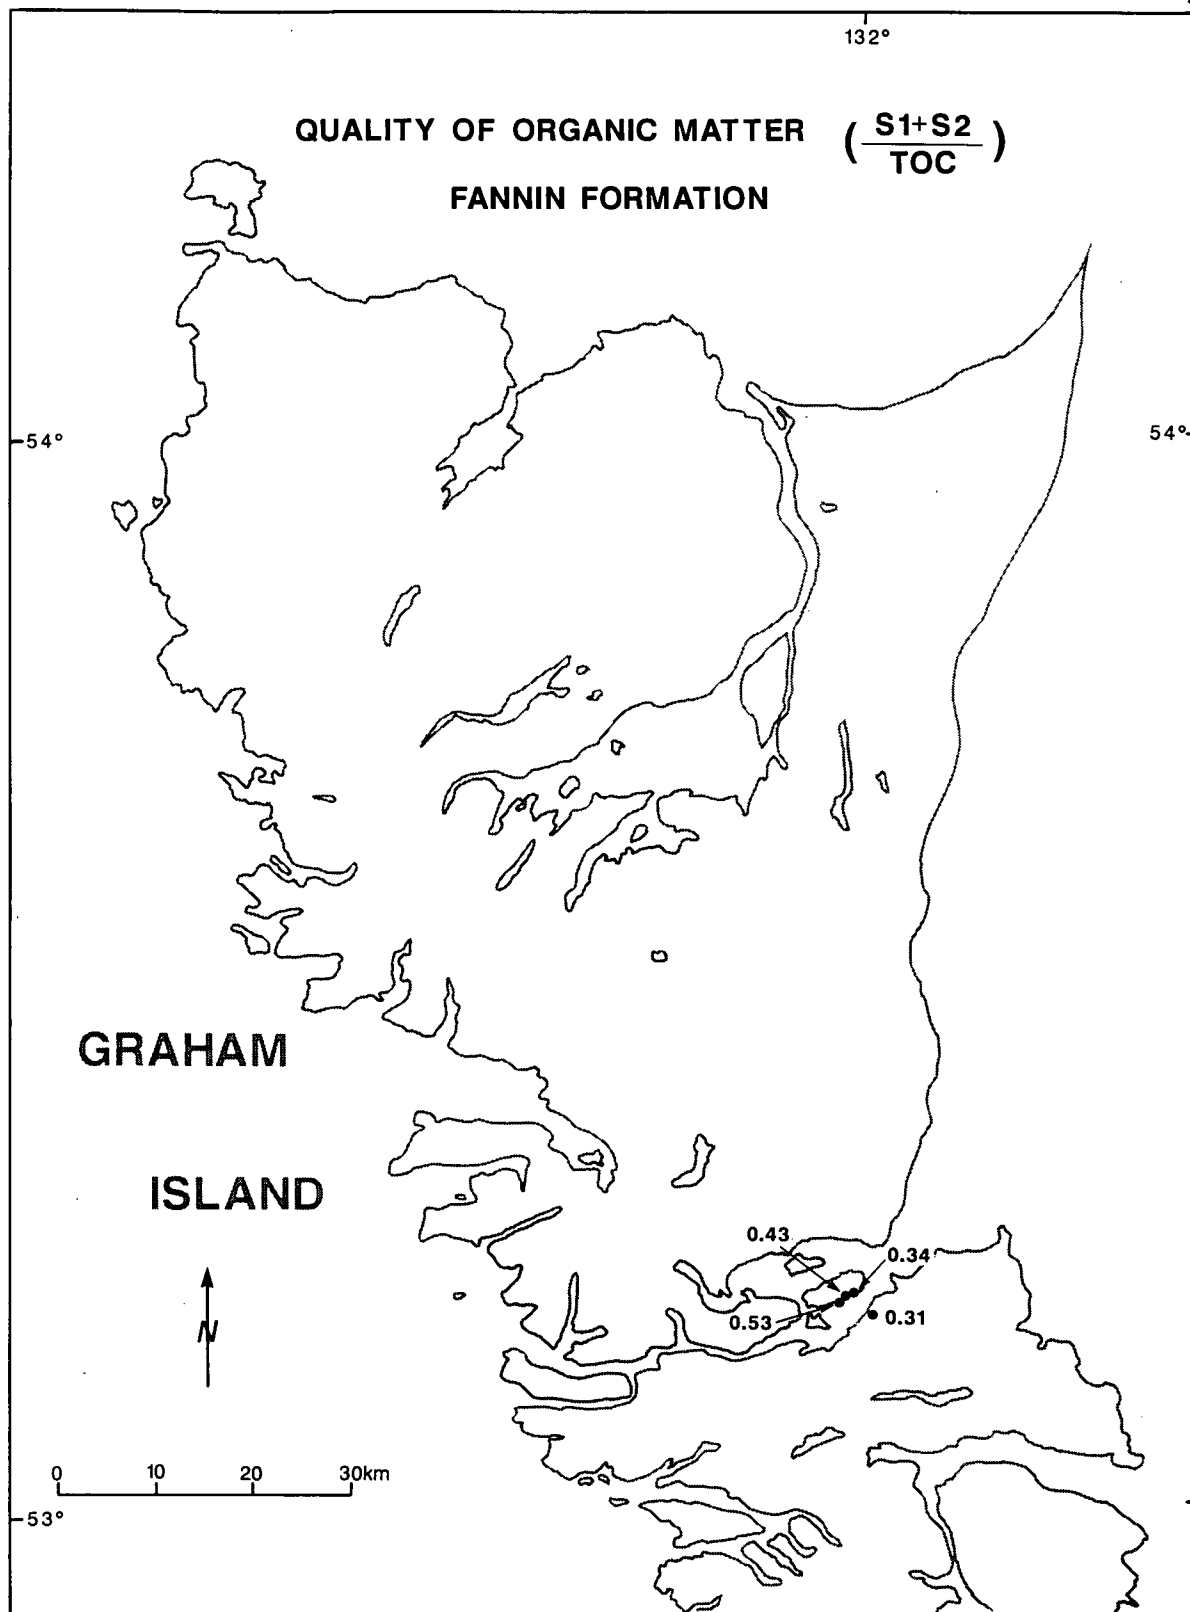 132°
QUALITY OF ORGANIC MATTER (S1+S2
TOC)
FANNIN FORMATION
54° 54°
GRAHAM
ISLAND
0.43
0.34
0.53
0.31
N
0 10 20 30km
53°